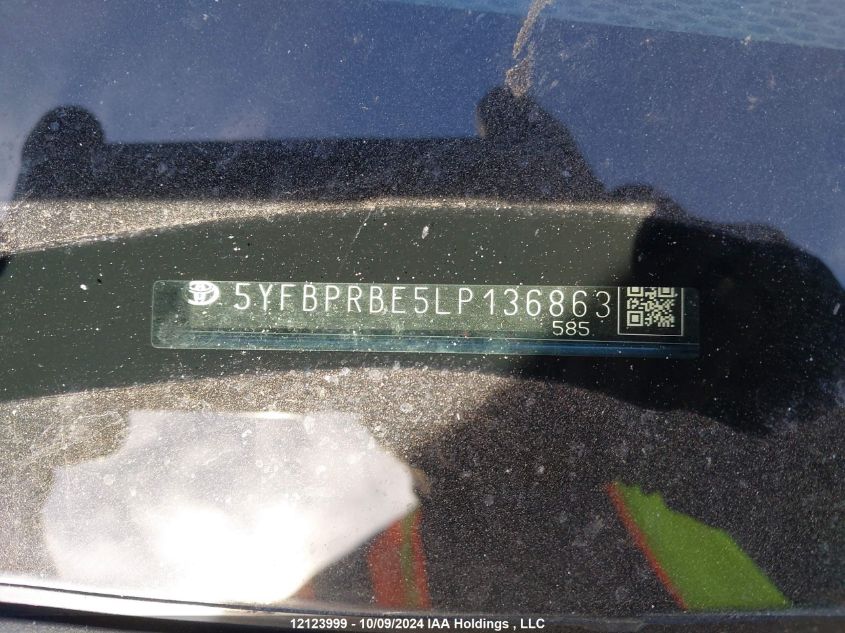 5YFBPRBE5LP136863
585.
12123999 - 10/09/2024 IAA Holdings , LLC